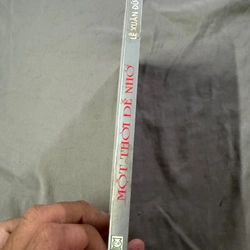 MỘT THỜI ĐỂ NHỚ
LÊ XUÂN